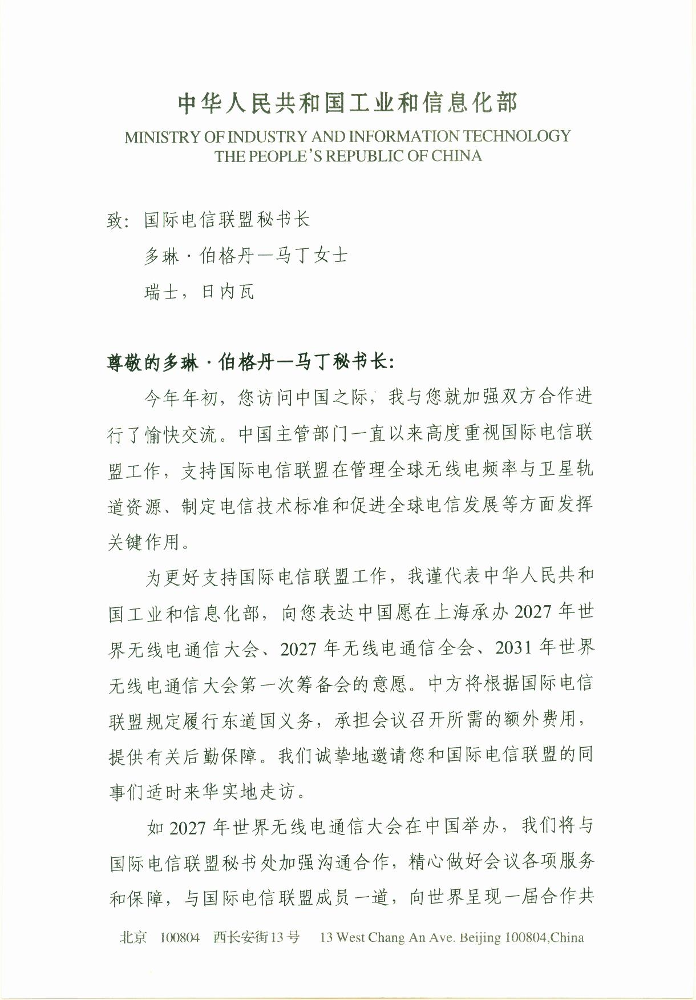 中华人民共和国工业和信息化部
MINISTRY OF INDUSTRY AND INFORMATION TECHNOLOGY
THE PEOPLE'S REPUBLIC OF CHINA
致：国际电信联盟秘书长
多琳·伯格丹—马丁女士
瑞士，日内瓦
尊敬的多琳·伯格丹—马丁秘书长：
今年年初，您访问中国之际，我与您就加强双方合作进
行了愉快交流。中国主管部门一直以来高度重视国际电信联
盟工作，支持国际电信联盟在管理全球无线电频率与卫星轨
道资源、制定电信技术标准和促进全球电信发展等方面发挥
关键作用。
为更好支持国际电信联盟工作，我谨代表中华人民共和
国工业和信息化部，向您表达中国愿在上海承办 2027 年世
界无线电通信大会、2027 年无线电通信全会、2031 年世界
无线电通信大会第一次筹备会的意愿。中方将根据国际电信
联盟规定履行东道国义务，承担会议召开所需的额外费用，
提供有关后勤保障。我们诚挚地邀请您和国际电信联盟的同
事们适时来华实地走访。
如 2027 年世界无线电通信大会在中国举办，我们将与
国际电信联盟秘书处加强沟通合作，精心做好会议各项服务
和保障，与国际电信联盟成员一道，向世界呈现一届合作共
北京 100804 西长安街13号 13 West Chang An Ave. Beijing 100804,China